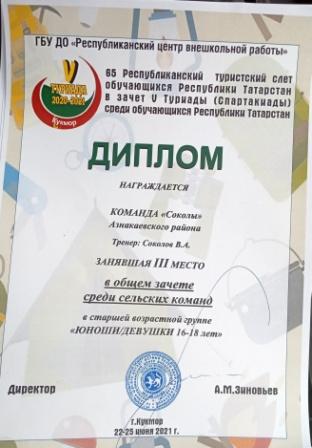 ГБУ ДО «Республиканский центр внешкольной работы»
V
ТУРИАДА
2020-2021
Кукмор
65 Республиканский туристский слет
обучающихся Республики Татарстан
в зачет V Туриады (Спартакиады)
среди обучающихся Республики Татарстан
ДИПЛОМ
НАГРАЖДАЕТСЯ
КОМАНДА «Соколы»
Азнакаевского района
Тренер: Соколов В.А.
ЗАНЯВШАЯ III МЕСТО
в общем зачете
среди сельских команд
в старшей возрастной группе
«ЮНОШИ/ДЕВУШКИ 16-18 лет»
Директор
А.М.Зиновьев
г.Кукмор
22-25 июня 2021 г.